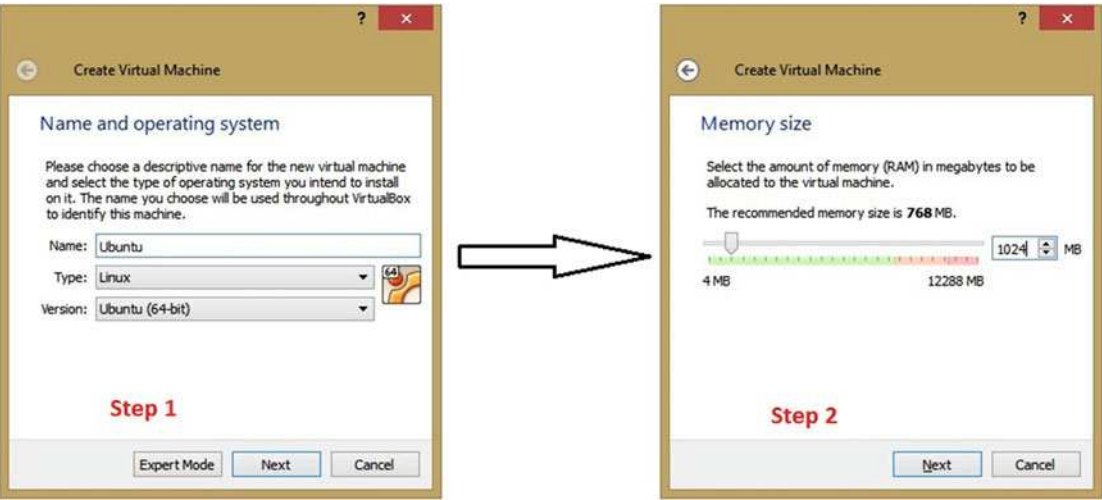 ?
×
Create Virtual Machine
Name and operating system
Please choose a descriptive name for the new virtual machine
and select the type of operating system you intend to install
on it. The name you choose will be used throughout VirtualBox
to identify this machine.
Name: Ubuntu
Type: Linux
64
Version: Ubuntu (64-bit)
Step 1
Expert Mode Next Cancel
?
×
Create Virtual Machine
Memory size
Select the amount of memory (RAM) in megabytes to be
allocated to the virtual machine.
The recommended memory size is 768 MB.
1024 MB
4 MB 12288 MB
Step 2
Next Cancel